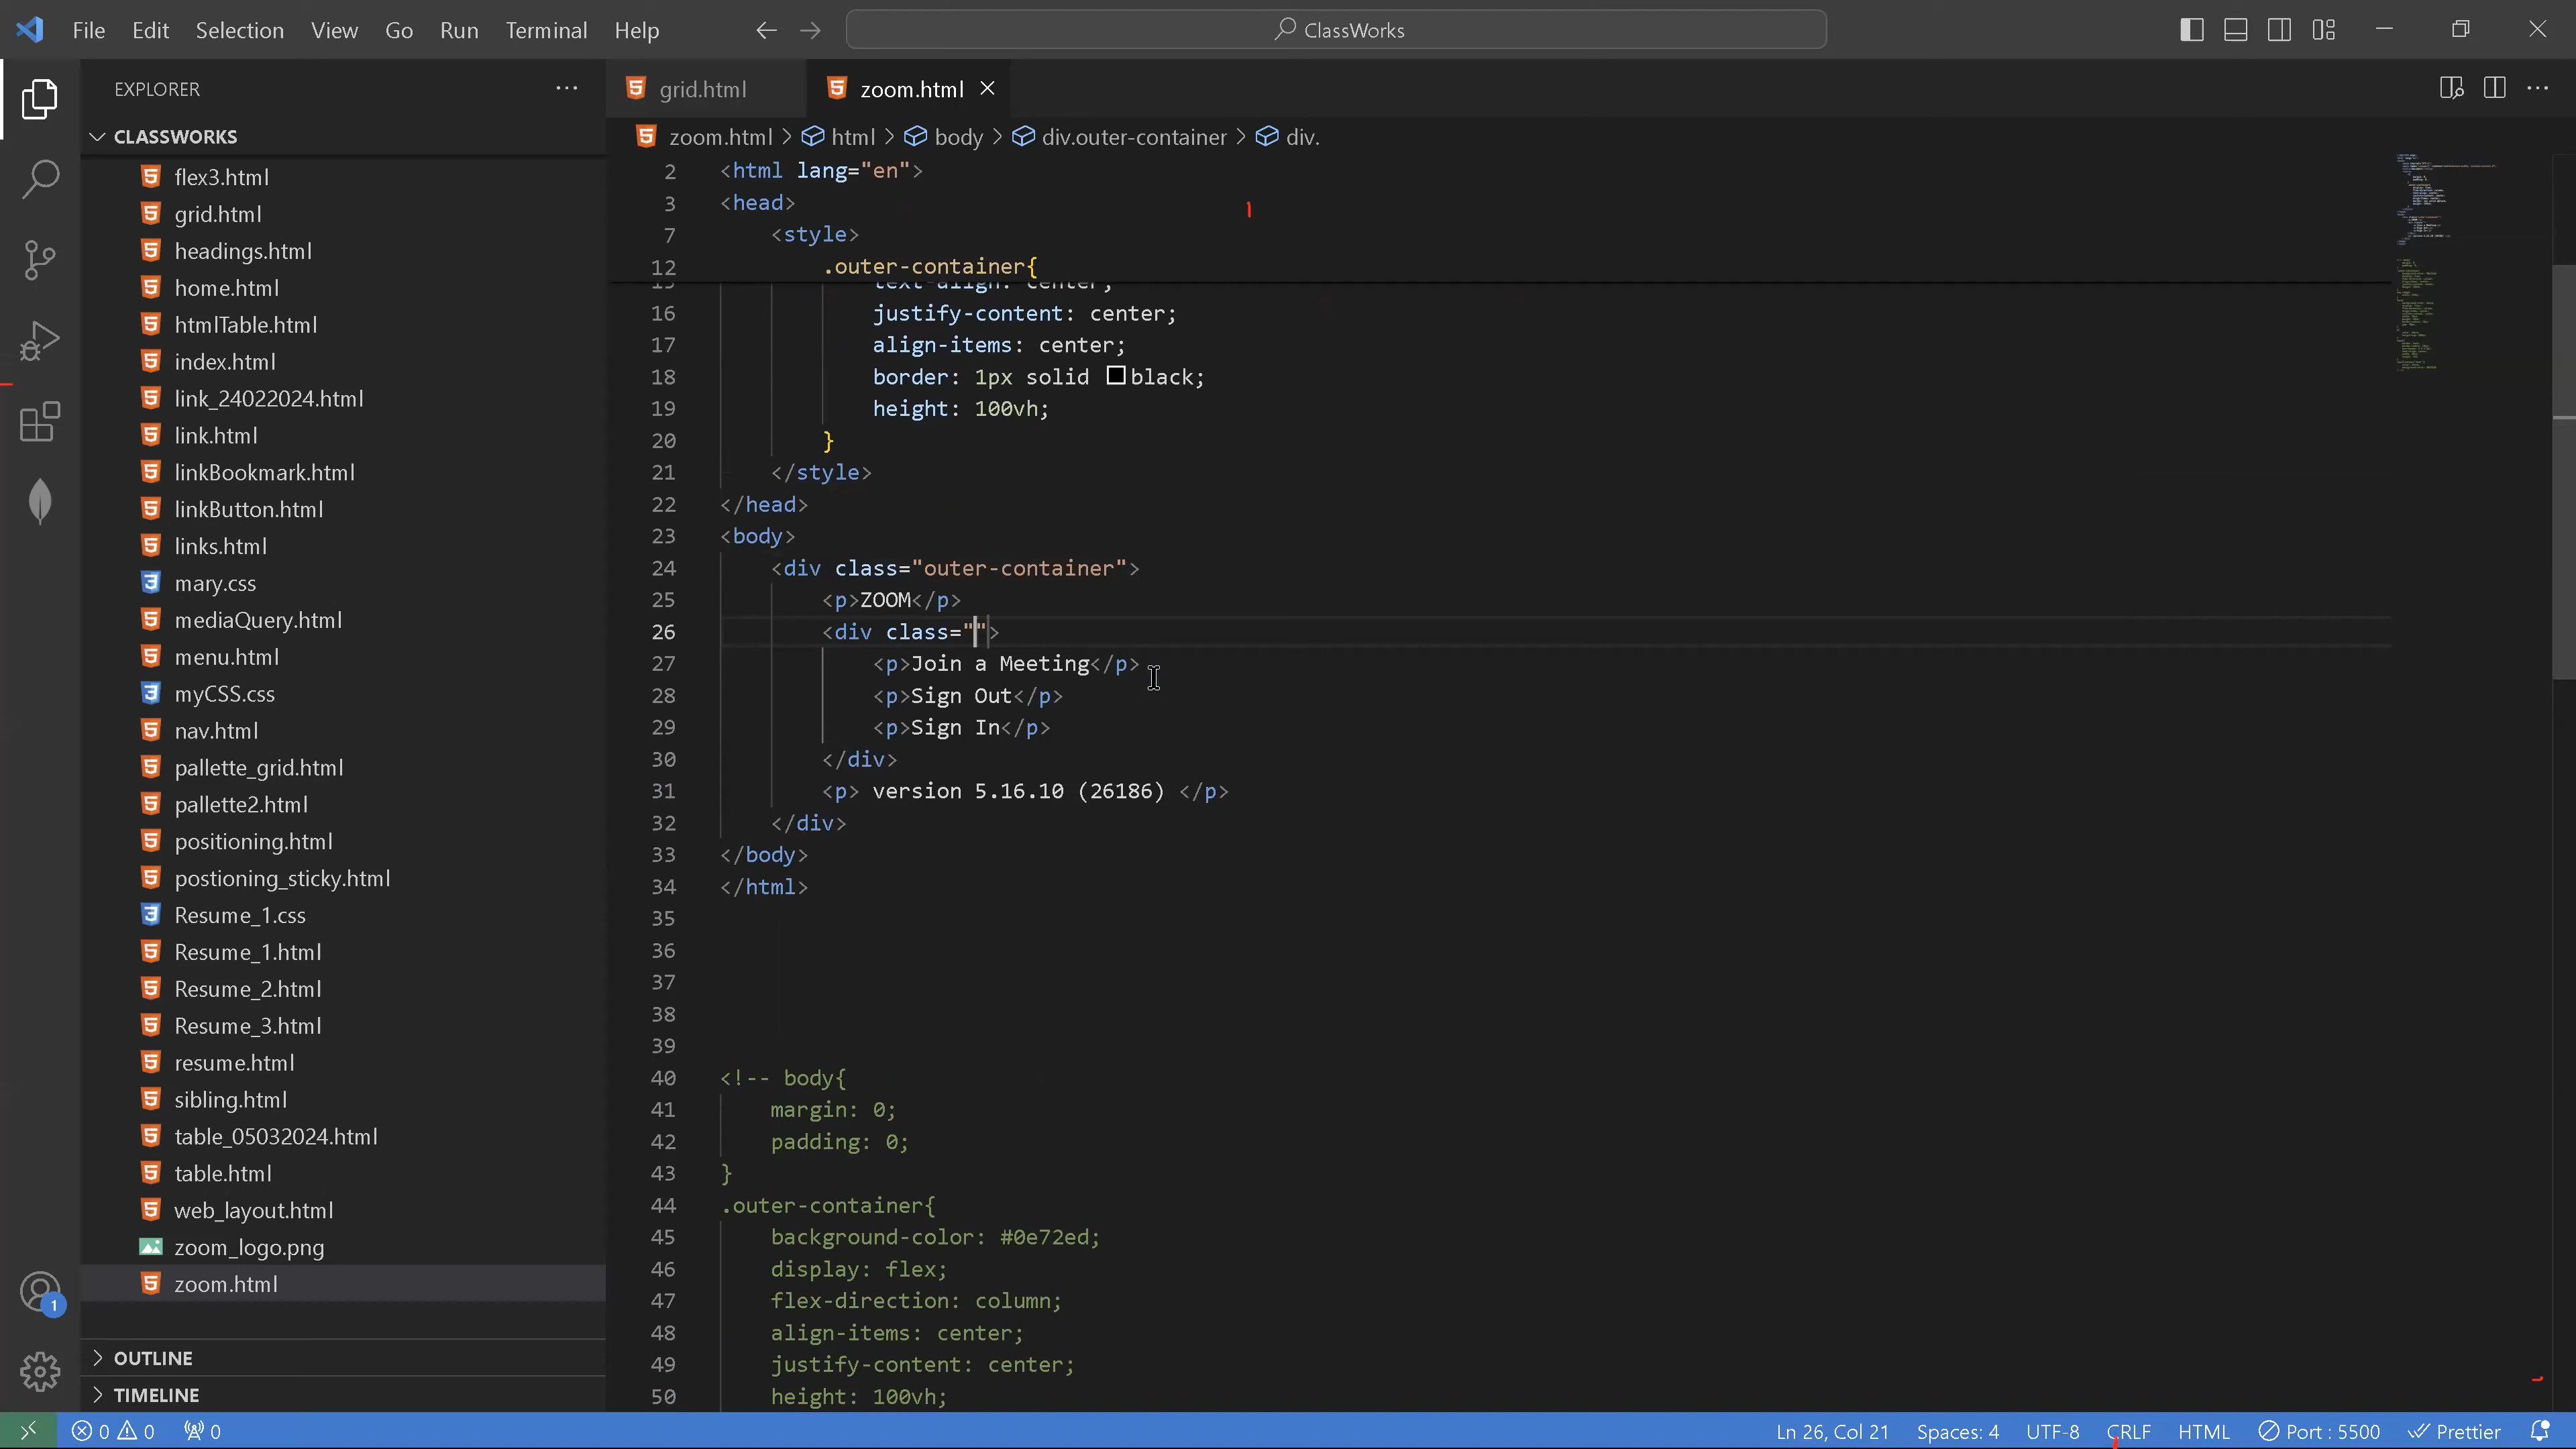 File Edit Selection View Go Run Terminal Help
ClassWorks
EXPLORER
CLASSWORKS
flex3.html
grid.html
headings.html
home.html
htmlTable.html
index.html
link_24022024.html
link.html
linkBookmark.html
linkButton.html
links.html
mary.css
mediaQuery.html
menu.html
myCSS.css
nav.html
pallette_grid.html
pallette2.html
positioning.html
postioning_sticky.html
Resume_1.css
Resume_1.html
Resume_2.html
Resume_3.html
resume.html
sibling.html
table_05032024.html
table.html
web_layout.html
zoom_logo.png
zoom.html
OUTLINE
TIMELINE
1
grid.html zoom.html
zoom.html > html > body > div.outer-container > div.
2 <html lang="en">
3 <head>
7 <style>
12 .outer-container{
15 text-align: center;
16 justify-content: center;
17 align-items: center;
18 border: 1px solid black;
19 height: 100vh;
20 }
21 </style>
22 </head>
23 <body>
24 <div class="outer-container">
25 <p>ZOOM</p>
26 <div class="">
27 <p>Join a Meeting</p>
28 <p>Sign Out</p>
29 <p>Sign In</p>
30 </div>
31 <p> version 5.16.10 (26186) </p>
32 </div>
33 </body>
34 </html>
35
36
37
38
39
40 <!-- body{
41 margin: 0;
42 padding: 0;
43 }
44 .outer-container{
45 background-color: #0e72ed;
46 display: flex;
47 flex-direction: column;
48 align-items: center;
49 justify-content: center;
50 height: 100vh;
0 0 0 Ln 26, Col 21 Spaces: 4 UTF-8 CRLF HTML Port : 5500 Prettier